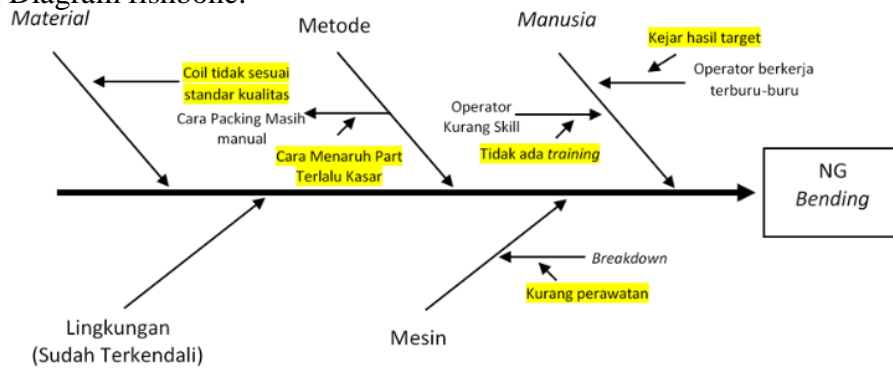 Diagram fishbone.
Material
Metode
Manusia
Kejar hasil target
Operator berkerja
terburu-buru
Coil tidak sesuai
standar kualitas
Cara Packing Masih
manual
Cara Menaruh Part
Terlalu Kasar
Operator
Kurang Skill
Tidak ada training
NG
Bending
Breakdown
Kurang perawatan
Lingkungan
(Sudah Terkendali)
Mesin